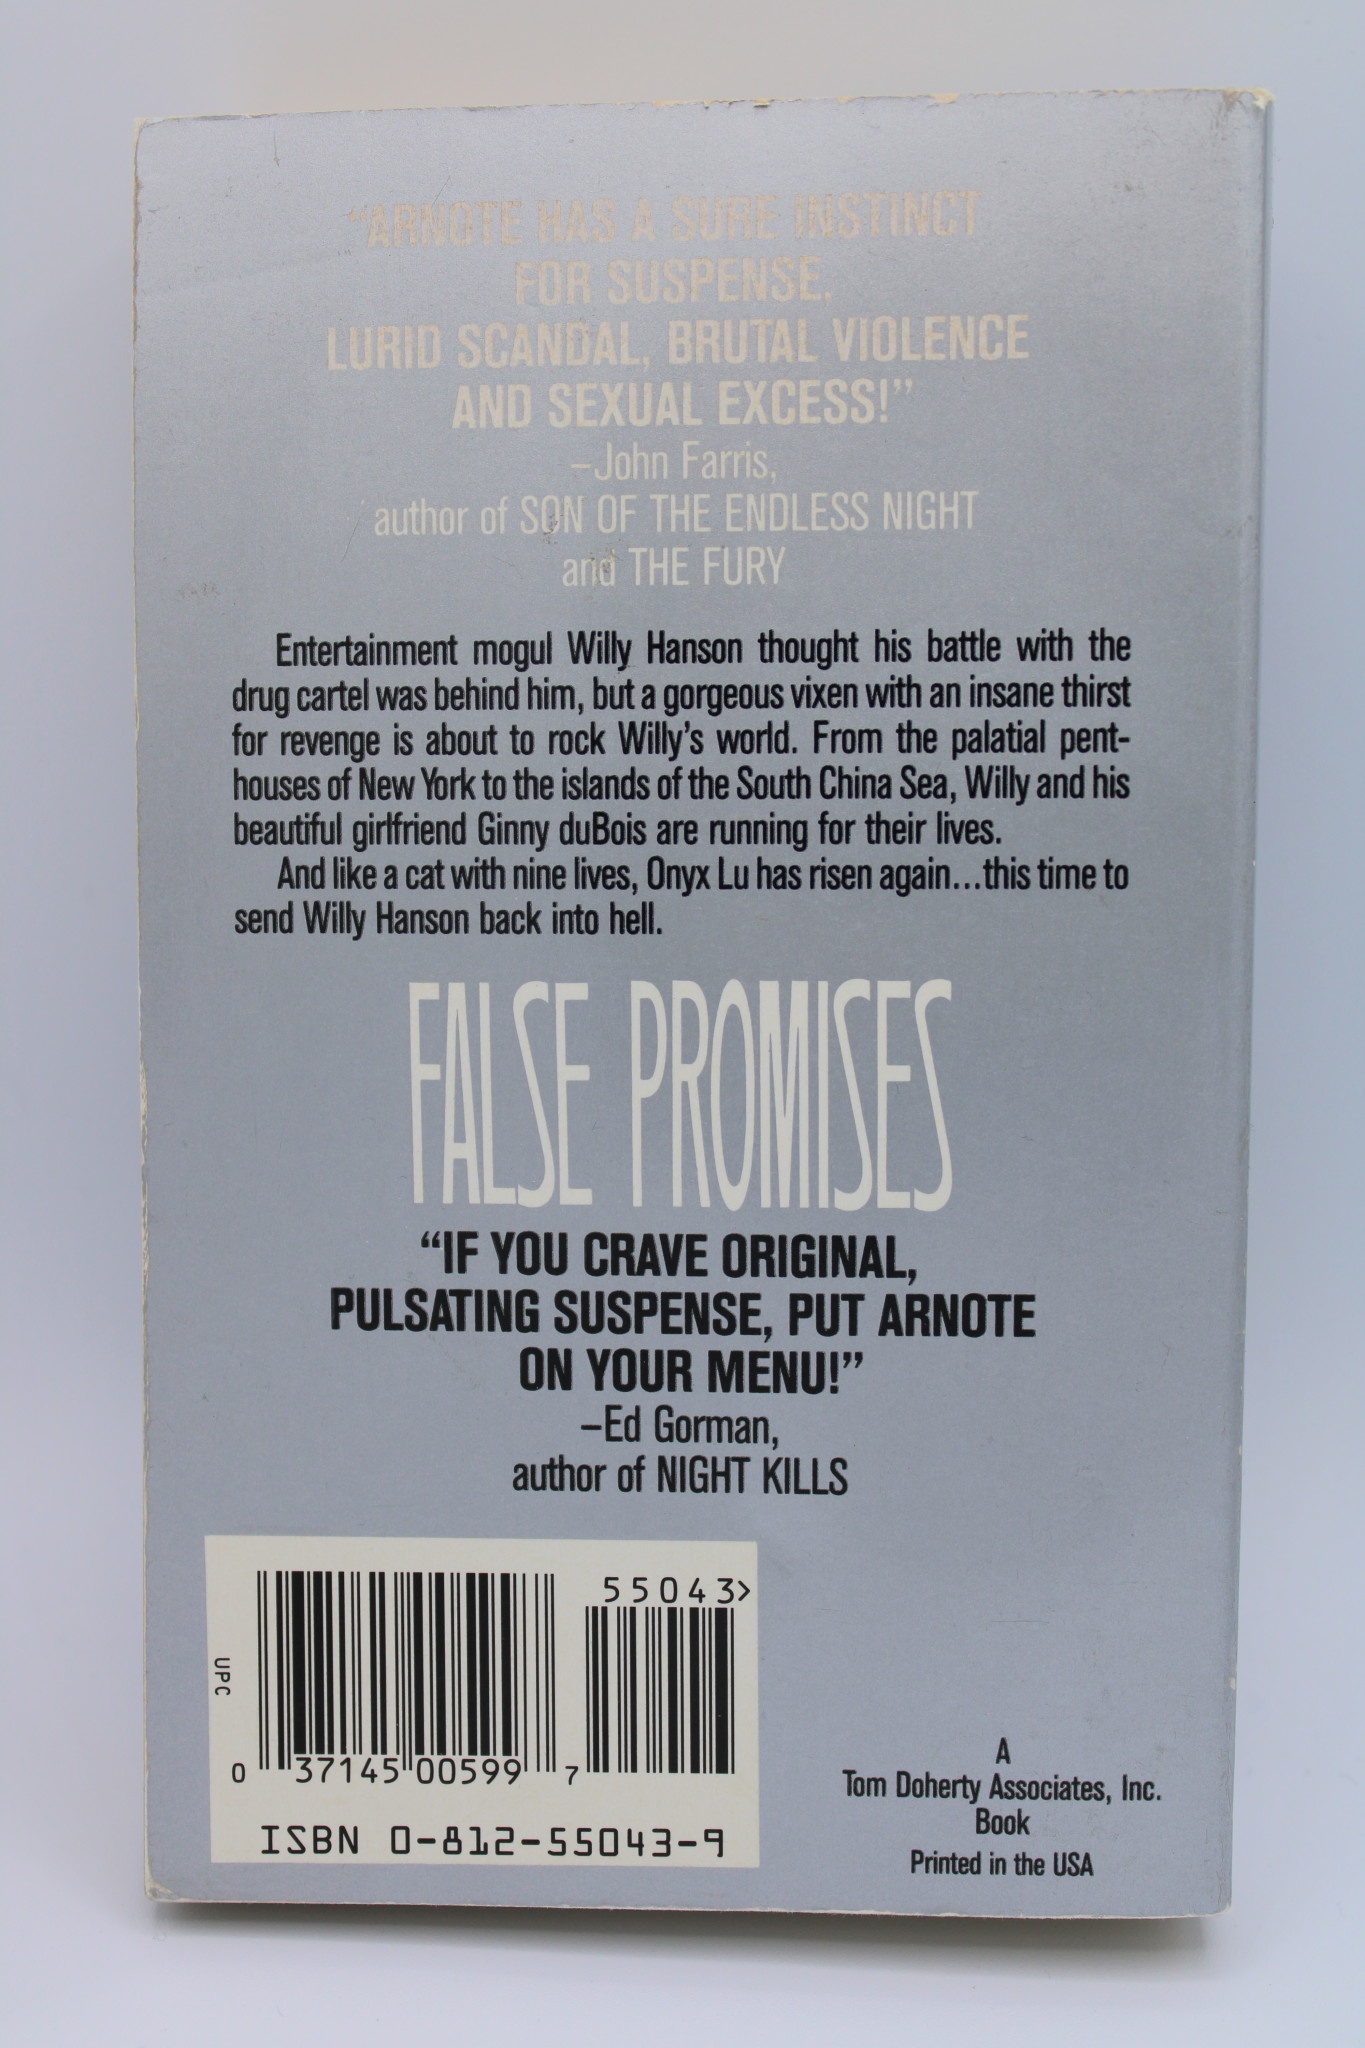 “ARNOTE HAS A SURE INSTINCT
FOR SUSPENSE.
LURID SCANDAL, BRUTAL VIOLENCE
AND SEXUAL EXCESS!”
–John Farris,
author of SON OF THE ENDLESS NIGHT
and THE FURY
Entertainment mogul Willy Hanson thought his battle with the
drug cartel was behind him, but a gorgeous vixen with an insane thirst
for revenge is about to rock Willy’s world. From the palatial pent-
houses of New York to the islands of the South China Sea, Willy and his
beautiful girlfriend Ginny duBois are running for their lives.
And like a cat with nine lives, Onyx Lu has risen again...this time to
send Willy Hanson back into hell.
FALSE PROMISES
“IF YOU CRAVE ORIGINAL,
PULSATING SUSPENSE, PUT ARNOTE
ON YOUR MENU!”
–Ed Gorman,
author of NIGHT KILLS
55043>
UPC
0 37145 00599 7
ISBN 0-812-55043-9
A
Tom Doherty Associates, Inc.
Book
Printed in the USA